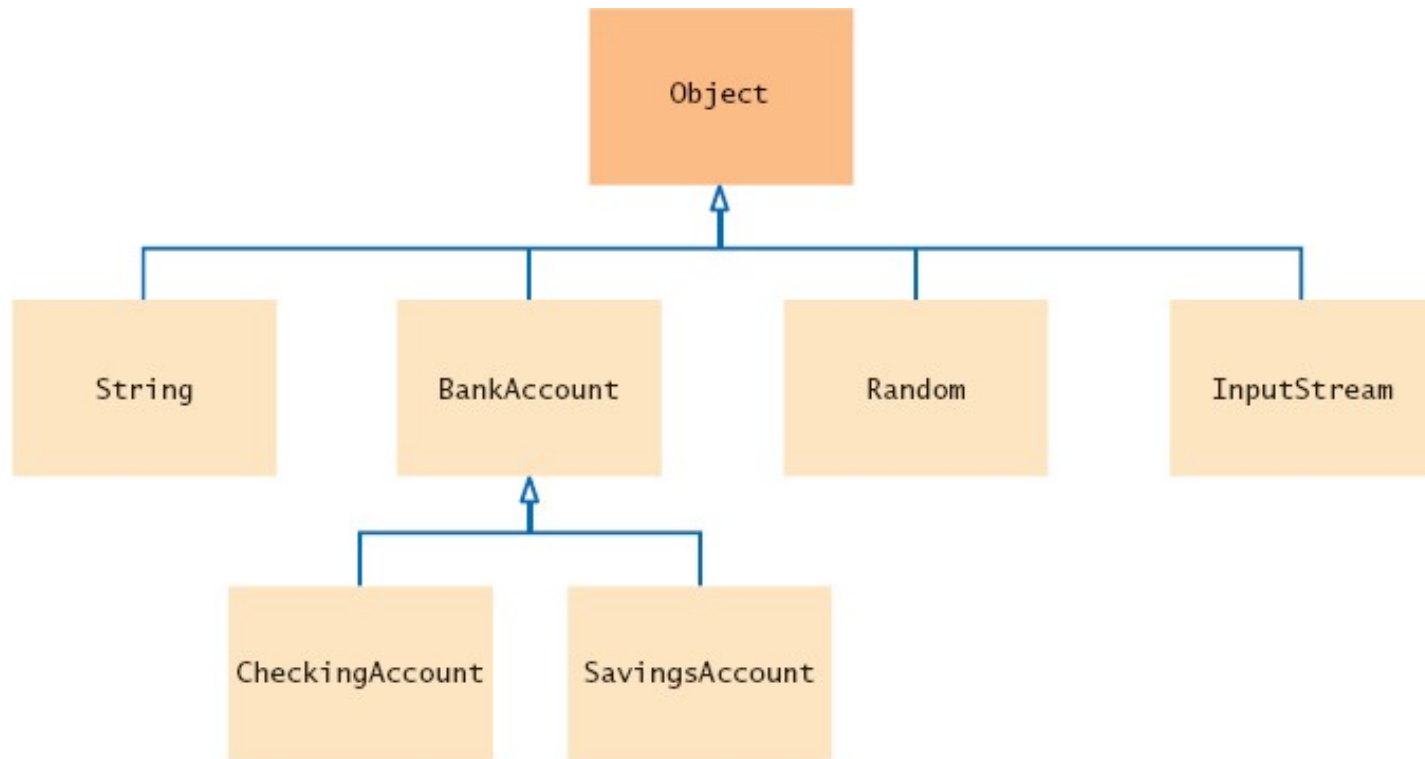 Object
String
BankAccount
Random
InputStream
CheckingAccount
SavingsAccount